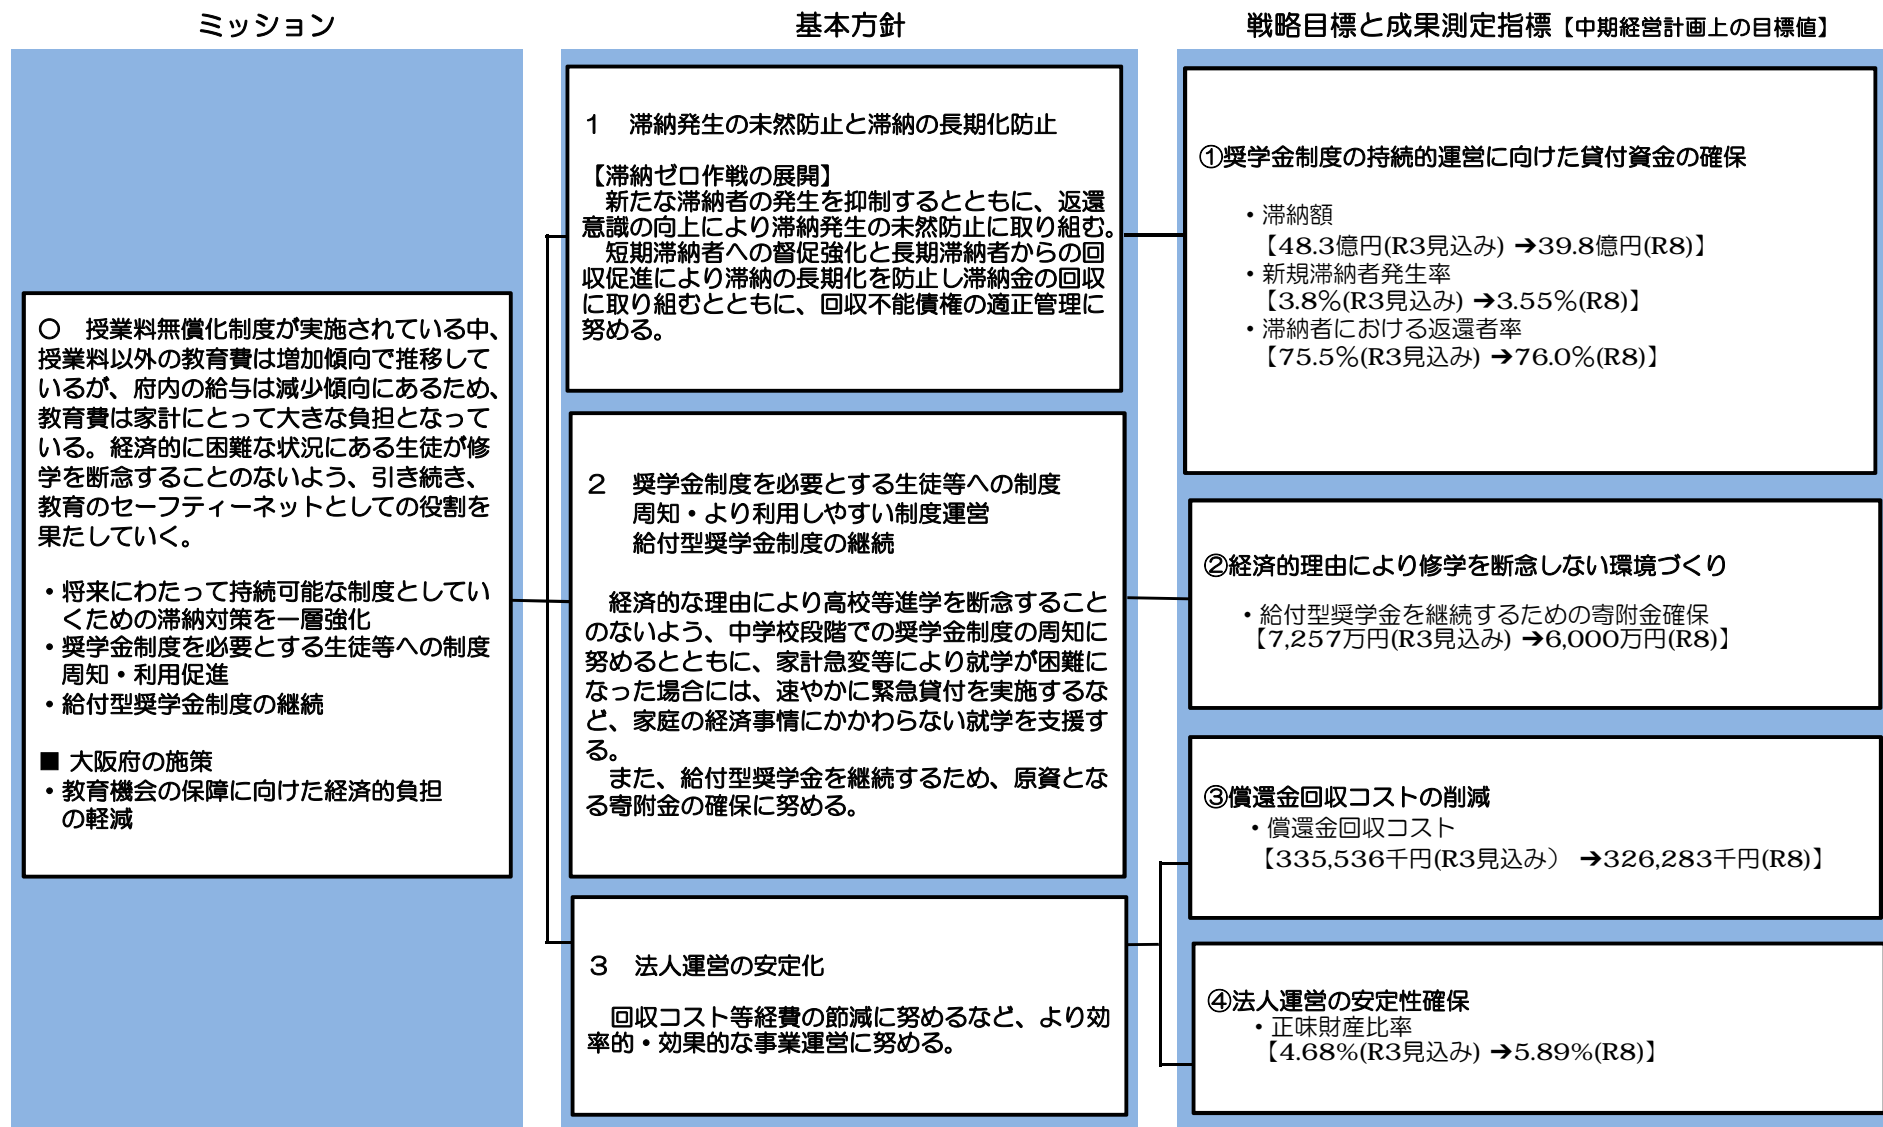 ミッション
○　授業料無償化制度が実施されている中、
授業料以外の教育費は増加傾向で推移して
いるが、府内の給与は減少傾向にあるため、
教育費は家計にとって大きな負担となって
いる。経済的に困難な状況にある生徒が修
学を断念することのないよう、引き続き、
教育のセーフティーネットとしての役割を
果たしていく。
・将来にわたって持続可能な制度としてい
くための滞納対策を一層強化
・奨学金制度を必要とする生徒等への制度
周知・利用促進
・給付型奨学金制度の継続
■ 大阪府の施策
・教育機会の保障に向けた経済的負担
の軽減
基本方針
１　滞納発生の未然防止と滞納の長期化防止
【滞納ゼロ作戦の展開】
　新たな滞納者の発生を抑制するとともに、返還
意識の向上により滞納発生の未然防止に取り組む。
　短期滞納者への督促強化と長期滞納者からの回
収促進により滞納の長期化を防止し滞納金の回収
に取り組むとともに、回収不能債権の適正管理に
努める。
２　奨学金制度を必要とする生徒等への制度
周知・より利用しやすい制度運営
給付型奨学金制度の継続
　経済的な理由により高校等進学を断念すること
のないよう、中学校段階での奨学金制度の周知に
努めるとともに、家計急変等により就学が困難に
なった場合には、速やかに緊急貸付を実施するな
ど、家庭の経済事情にかかわらない就学を支援す
る。
　また、給付型奨学金を継続するため、原資とな
る寄附金の確保に努める。
３　法人運営の安定化
　回収コスト等経費の節減に努めるなど、より効
率的・効果的な事業運営に努める。
戦略目標と成果測定指標【中期経営計画上の目標値】
①奨学金制度の持続的運営に向けた貸付資金の確保
・滞納額
【48.3億円(R3見込み) ➔39.8億円(R8)】
・新規滞納者発生率
【3.8％(R3見込み) ➔3.55％(R8)】
・滞納者における返還者率
【75.5％(R3見込み) ➔76.0％(R8)】
②経済的理由により修学を断念しない環境づくり
・給付型奨学金を継続するための寄附金確保
【7,257万円(R3見込み) ➔6,000万円(R8)】
③償還金回収コストの削減
・償還金回収コスト
【335,536千円(R3見込み） ➔326,283千円(R8)】
④法人運営の安定性確保
・正味財産比率
【4.68%(R3見込み) ➔5.89%(R8)】